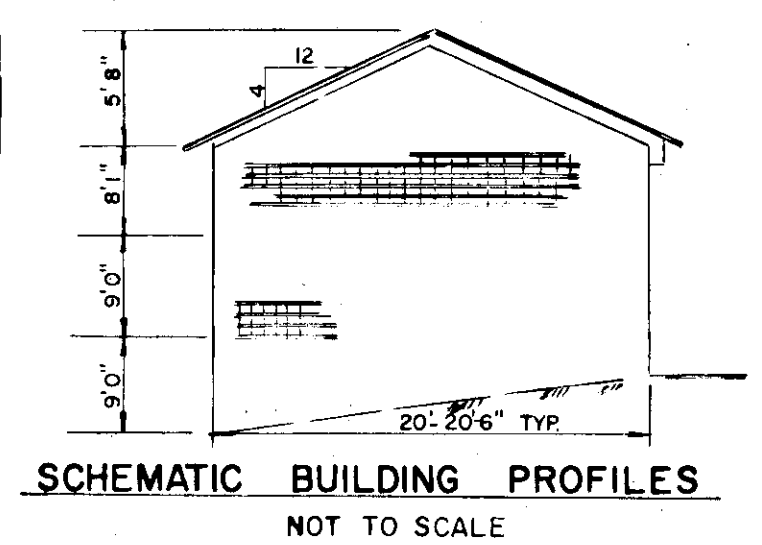 5'8"
12
4
8'1"
9'0"
9'0"
20'-20'6" TYP.
SCHEMATIC BUILDING PROFILES
NOT TO SCALE